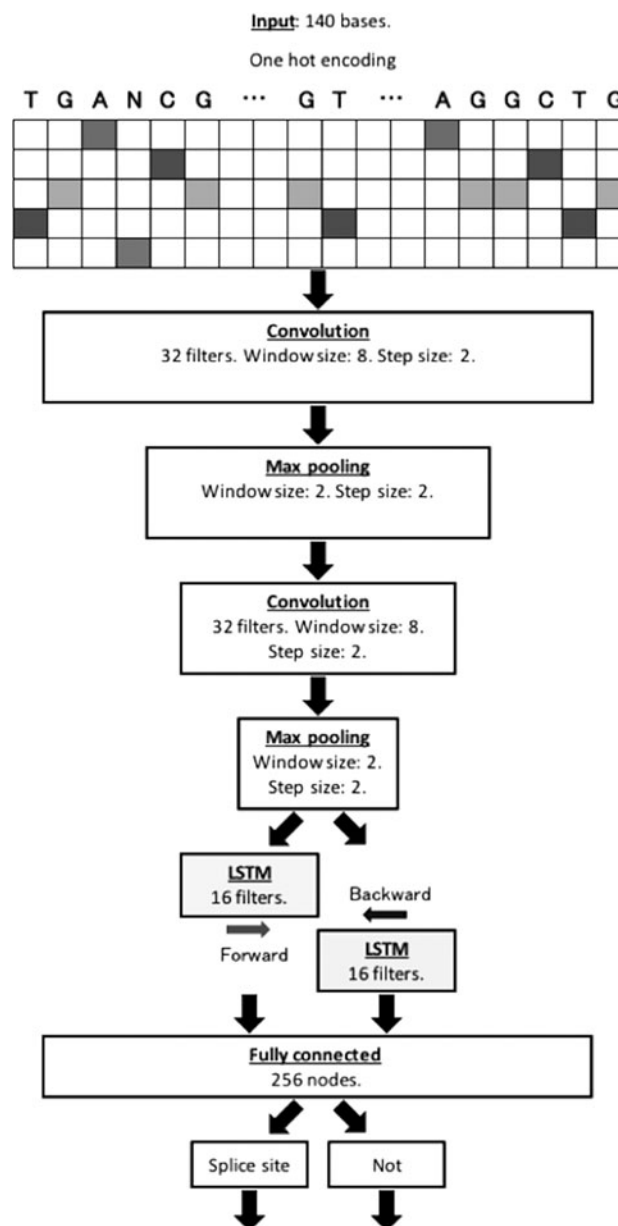 Input: 140 bases.
One hot encoding
T G A N C G ... G T ... A G G C T G
Convolution
32 filters. Window size: 8. Step size: 2.
Max pooling
Window size: 2. Step size: 2.
Convolution
32 filters. Window size: 8.
Step size: 2.
Max pooling
Window size: 2.
Step size: 2.
LSTM
16 filters.
Forward
Backward
LSTM
16 filters.
Fully connected
256 nodes.
Splice site
Not